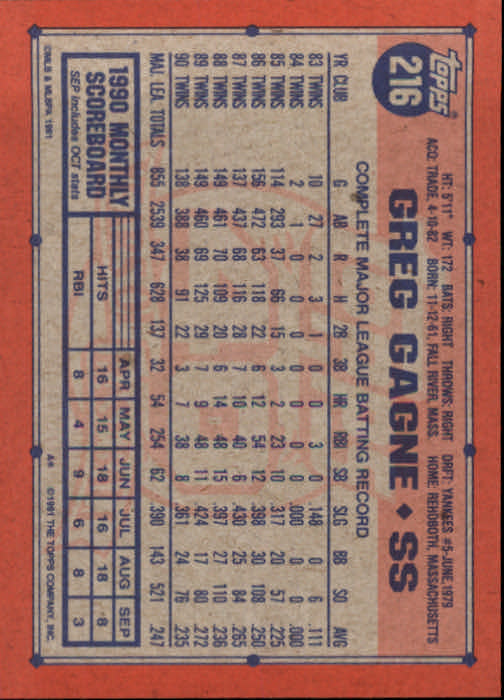 topps
216
HT: 5'11" WT: 172 BATS: RIGHT THROWS: RIGHT DRFT: YANKEES #5-JUNE, 1979
ACQ: TRADE, 4-10-82 BORN: 11-12-61, FALL RIVER, MASS. HOME: REHOBOTH, MASSACHUSETTS
GREG GAGNE ◆ SS
COMPLETE MAJOR LEAGUE BATTING RECORD
YR CLUB G AB R H 2B 3B HR RBI SB SLG BB SO AVG
83 TWINS 10 27 2 3 1 0 0 3 0 .148 0 6 .111
84 TWINS 2 1 0 0 0 0 0 0 0 .000 0 0 .000
85 TWINS 114 293 37 66 15 3 2 23 10 .317 20 57 .225
86 TWINS 156 472 63 118 22 6 12 54 12 .398 30 108 .250
87 TWINS 137 437 68 116 28 7 10 40 6 .430 25 84 .265
88 TWINS 149 461 70 109 20 6 14 48 15 .397 27 110 .236
89 TWINS 149 460 69 125 29 7 9 48 11 .424 17 80 .272
90 TWINS 138 388 38 91 22 3 7 38 8 .361 24 76 .235
MAJ. LEA. TOTALS 855 2539 347 628 137 32 54 254 62 .390 143 521 .247
1990 MONTHLY SCOREBOARD
SEP includes OCT stats
APR MAY JUN JUL AUG SEP
HITS 16 15 18 16 18 8
RBI 8 4 9 6 8 3
©MLB & MLBPA 1991
A* ©1991 THE TOPPS COMPANY, INC.